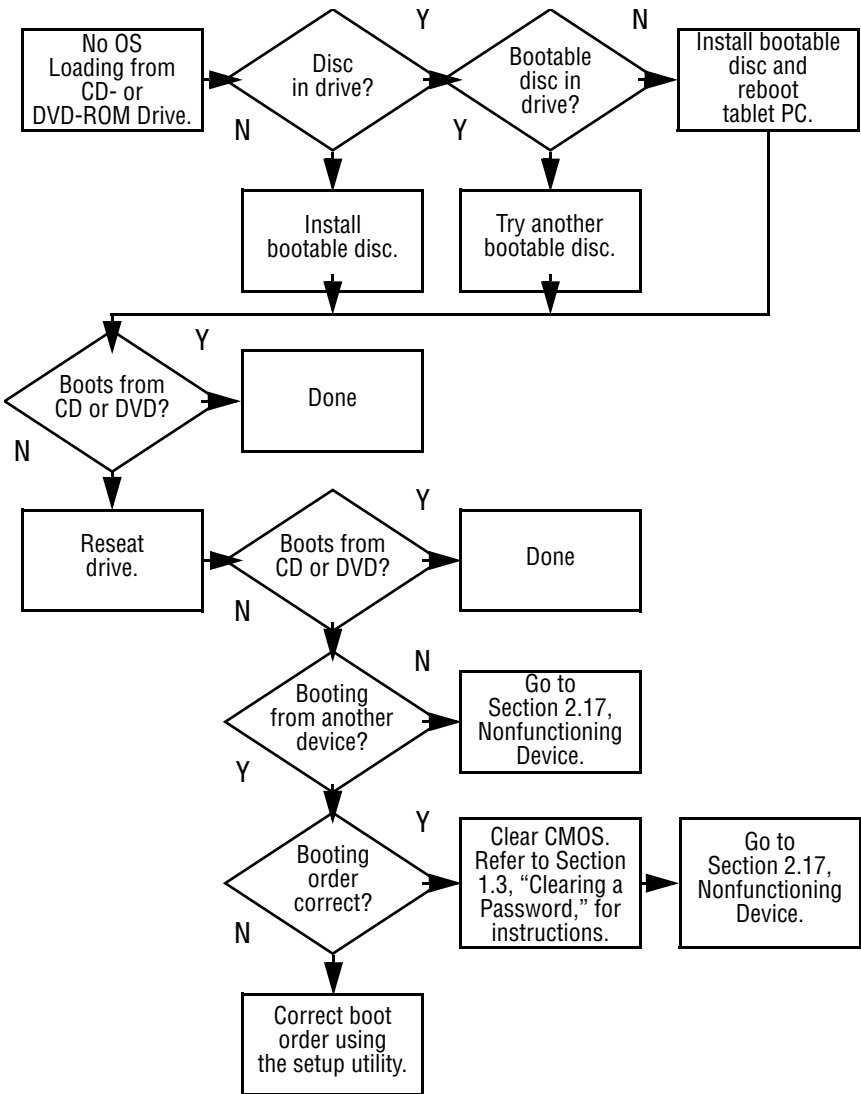 No OS
Loading from
CD- or
DVD-ROM Drive.
Disc
in drive?
Y
N
Bootable
disc in
drive?
N
Y
Install bootable
disc and
reboot
tablet PC.
Install
bootable disc.
Try another
bootable disc.
Boots from
CD or DVD?
Y
N
Done
Reseat
drive.
Boots from
CD or DVD?
Y
N
Done
Booting
from another
device?
N
Y
Go to
Section 2.17,
Nonfunctioning
Device.
Booting
order
correct?
Y
N
Clear CMOS.
Refer to Section
1.3, “Clearing a
Password,” for
instructions.
Go to
Section 2.17,
Nonfunctioning
Device.
Correct boot
order using
the setup utility.